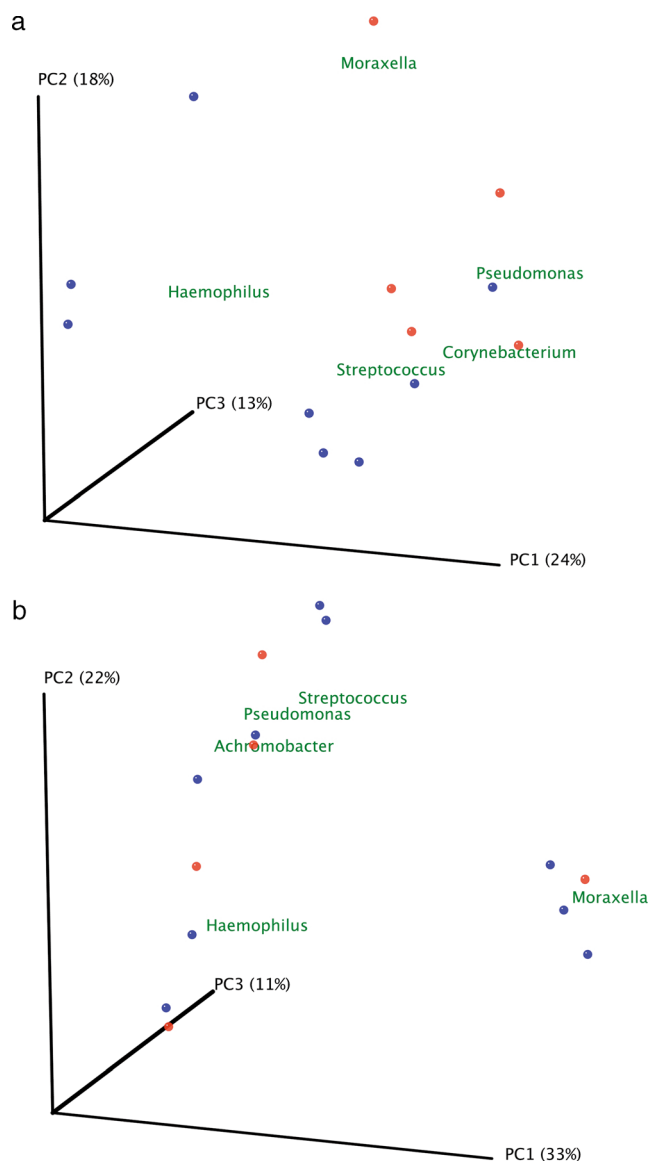 a
Moraxella
PC2 (18%)
Pseudomonas
Haemophilus
Corynebacterium
Streptococcus
PC3 (13%)
PC1 (24%)
b
PC2 (22%)
Streptococcus
Pseudomonas
Achromobacter
Moraxella
Haemophilus
PC3 (11%)
PC1 (33%)